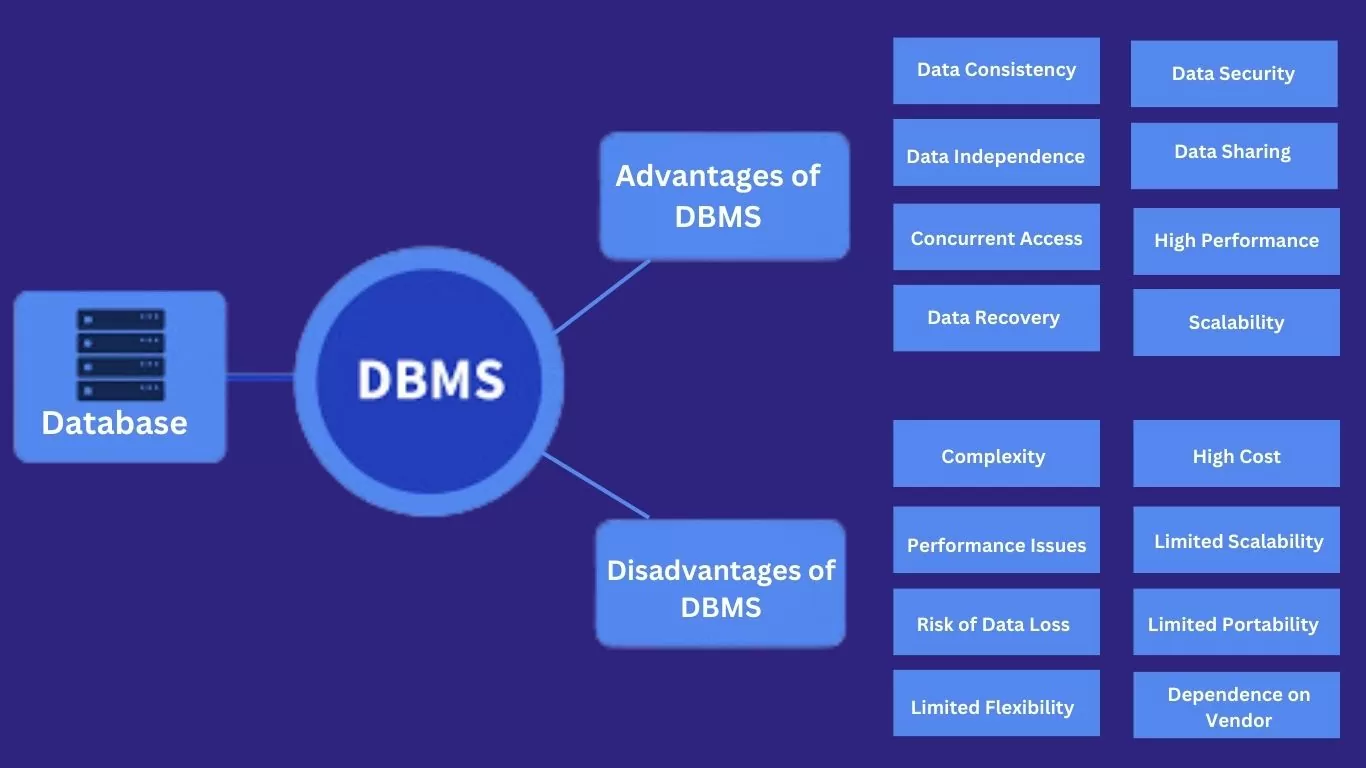 Database
DBMS
Advantages of
DBMS
Data Consistency
Data Security
Data Independence
Data Sharing
Concurrent Access
High Performance
Data Recovery
Scalability
Disadvantages of
DBMS
Complexity
High Cost
Performance Issues
Limited Scalability
Risk of Data Loss
Limited Portability
Limited Flexibility
Dependence on
Vendor